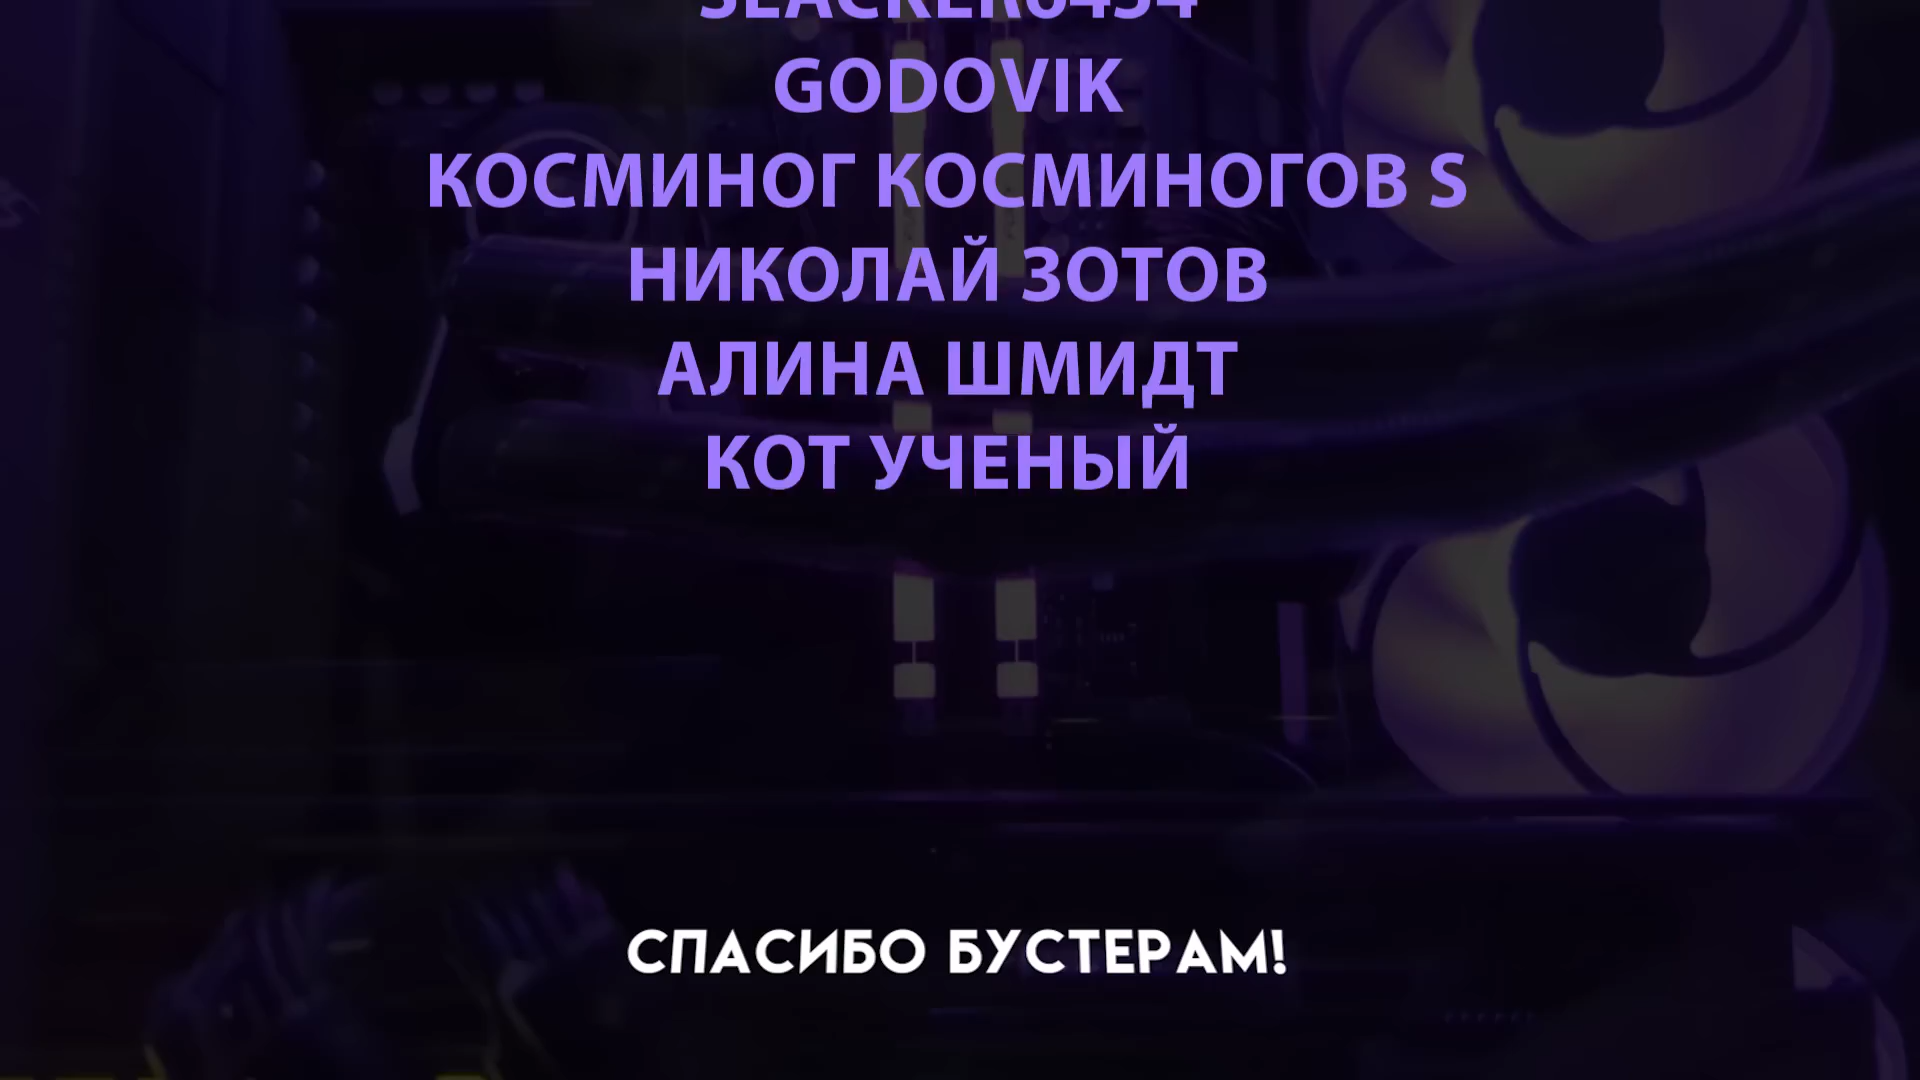 GODOVIK
КОСМИНОГ КОСМИНОГОВ S
НИКОЛАЙ ЗОТОВ
АЛИНА ШМИДТ
КОТ УЧЕНЫЙ
СПАСИБО БУСТЕРАМ!